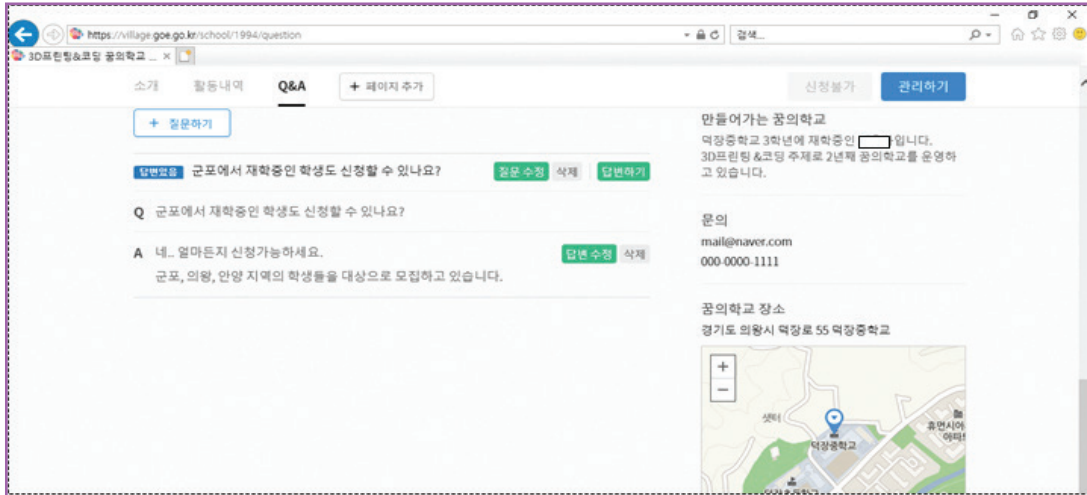 https://village.goe.go.kr/school/1994/question
검색...
3D프린팅&코딩 꿈의학교 ...
소개 활동내역 Q&A + 페이지 추가 신청불가 관리하기
+ 질문하기
답변있음 군포에서 재학중인 학생도 신청할 수 있나요? 질문 수정 삭제 답변하기
Q 군포에서 재학중인 학생도 신청할 수 있나요?
A 네.. 얼마든지 신청가능하세요. 답변 수정 삭제
군포, 의왕, 안양 지역의 학생들을 대상으로 모집하고 있습니다.
만들어가는 꿈의학교
덕장중학교 3학년에 재학중인 입니다.
3D프린팅 &코딩 주제로 2년째 꿈의학교를 운영하
고 있습니다.
문의
mail@naver.com
000-0000-1111
꿈의학교 장소
경기도 의왕시 덕장로 55 덕장중학교
+
−
샛터
휴먼시아
덕장중학교